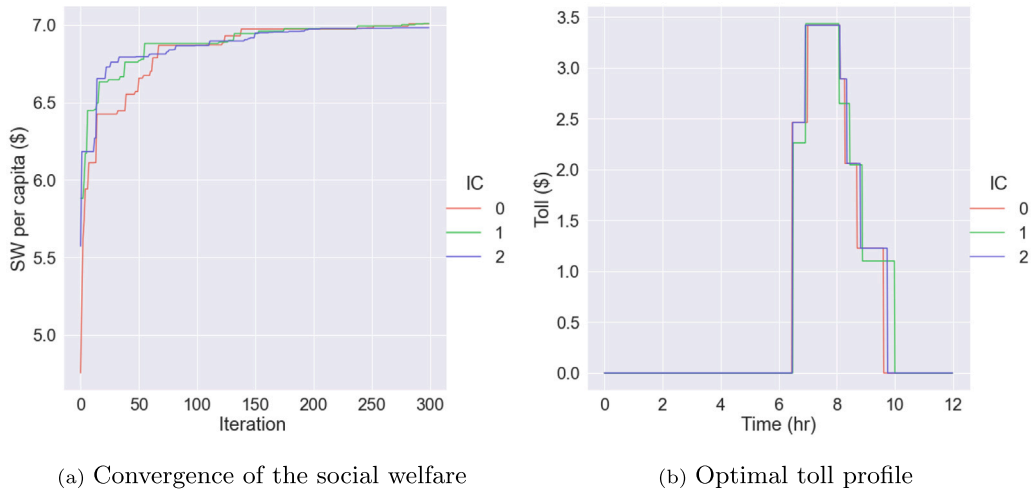 SW per capita ($)
7.0
6.5
6.0
5.5
5.0
0 50 100 150 200 250 300
Iteration
IC
0
1
2
(a) Convergence of the social welfare
Toll ($)
3.5
3.0
2.5
2.0
1.5
1.0
0.5
0.0
0 2 4 6 8 10 12
Time (hr)
IC
0
1
2
(b) Optimal toll profile